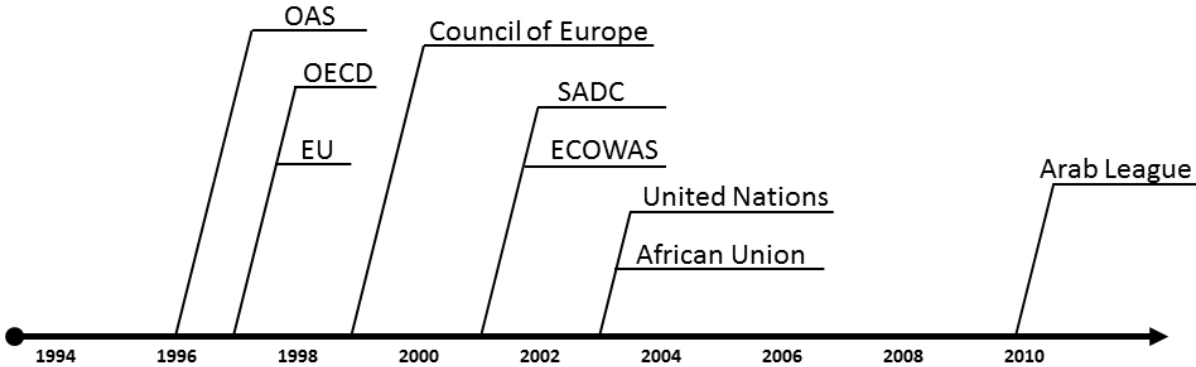 OAS
Council of Europe
OECD
SADC
EU
ECOWAS
Arab League
United Nations
African Union
1994 1996 1998 2000 2002 2004 2006 2008 2010